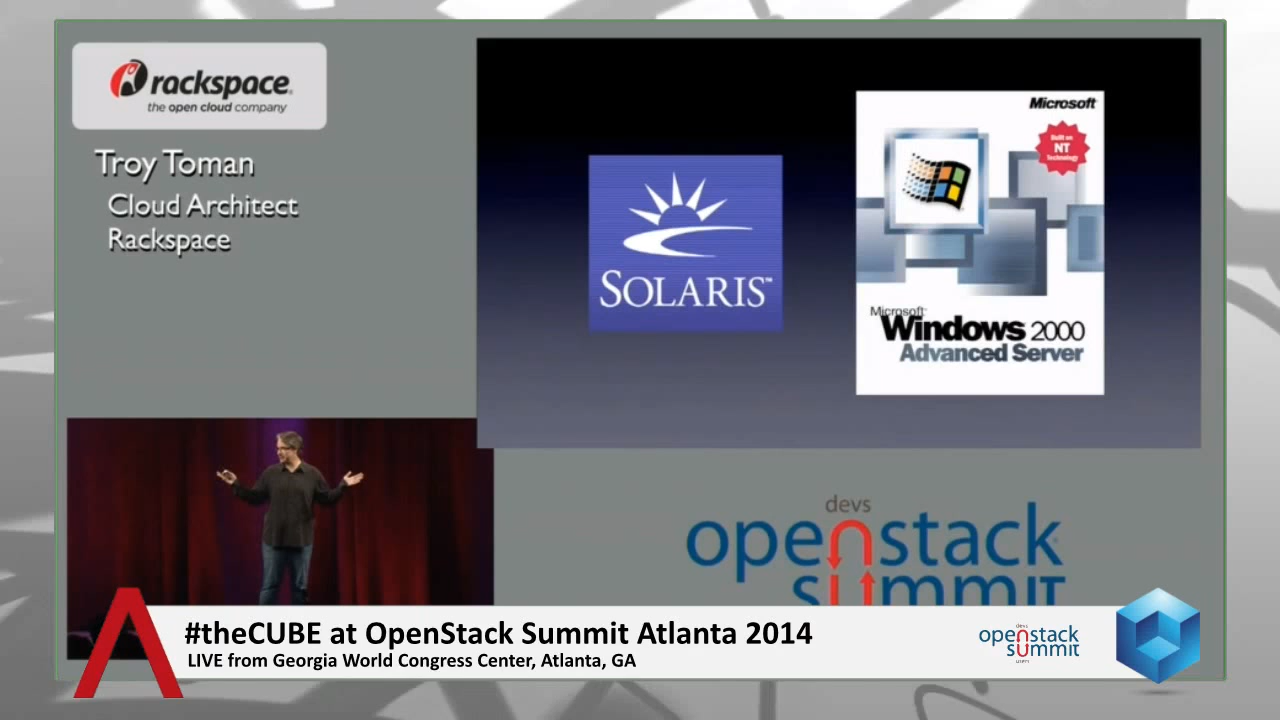 rackspace
the open cloud company
Troy Toman
Cloud Architect
Rackspace
SOLARIS™
Microsoft
Built on
NT
Technology
Microsoft
Windows 2000
Advanced Server
devs
openstack
summit
#theCUBE at OpenStack Summit Atlanta 2014
LIVE from Georgia World Congress Center, Atlanta, GA
devs
openstack
summit